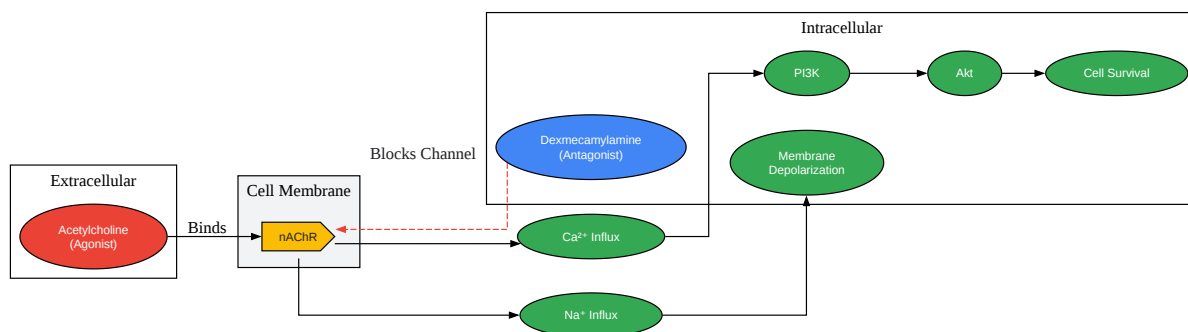 Intracellular
PI3K
Akt
Cell Survival
Dexmecamylamine
(Antagonist)
Blocks Channel
Membrane
Depolarization
Extracellular
Cell Membrane
Acetylcholine
(Agonist)
Binds
nAChR
Ca²⁺ Influx
Na⁺ Influx